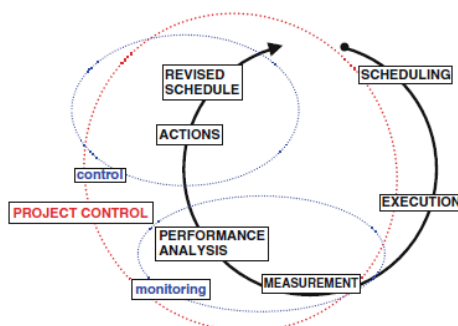 REVISED
SCHEDULE
SCHEDULING
ACTIONS
control
EXECUTION
PROJECT CONTROL
PERFORMANCE
ANALYSIS
MEASUREMENT
monitoring